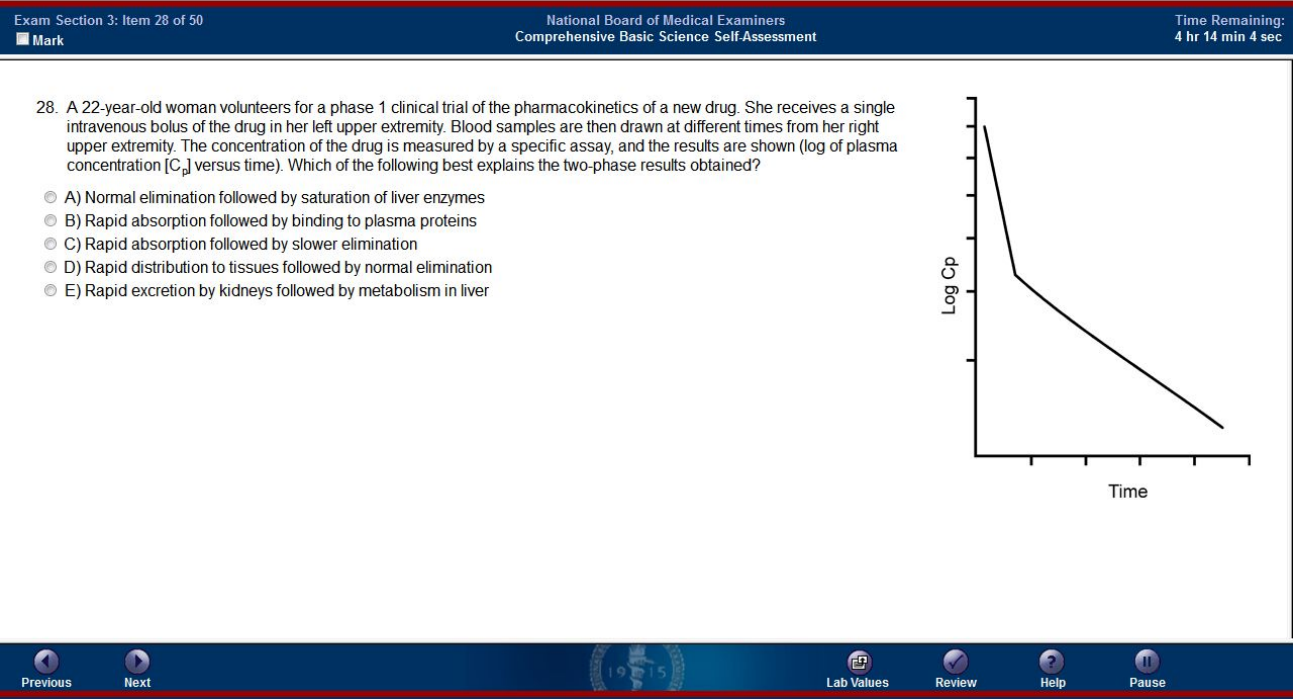 Exam Section 3: Item 28 of 50
National Board of Medical Examiners
Time Remaining:
Mark
Comprehensive Basic Science Self-Assessment
4 hr 14 min 4 sec
28. A 22-year-old woman volunteers for a phase 1 clinical trial of the pharmacokinetics of a new drug. She receives a single
intravenous bolus of the drug in her left upper extremity. Blood samples are then drawn at different times from her right
upper extremity. The concentration of the drug is measured by a specific assay, and the results are shown (log of plasma
concentration [Cp] versus time). Which of the following best explains the two-phase results obtained?
A) Normal elimination followed by saturation of liver enzymes
B) Rapid absorption followed by binding to plasma proteins
C) Rapid absorption followed by slower elimination
D) Rapid distribution to tissues followed by normal elimination
E) Rapid excretion by kidneys followed by metabolism in liver
Log Cp
Time
1915
Previous
Next
Lab Values
Review
Help
Pause